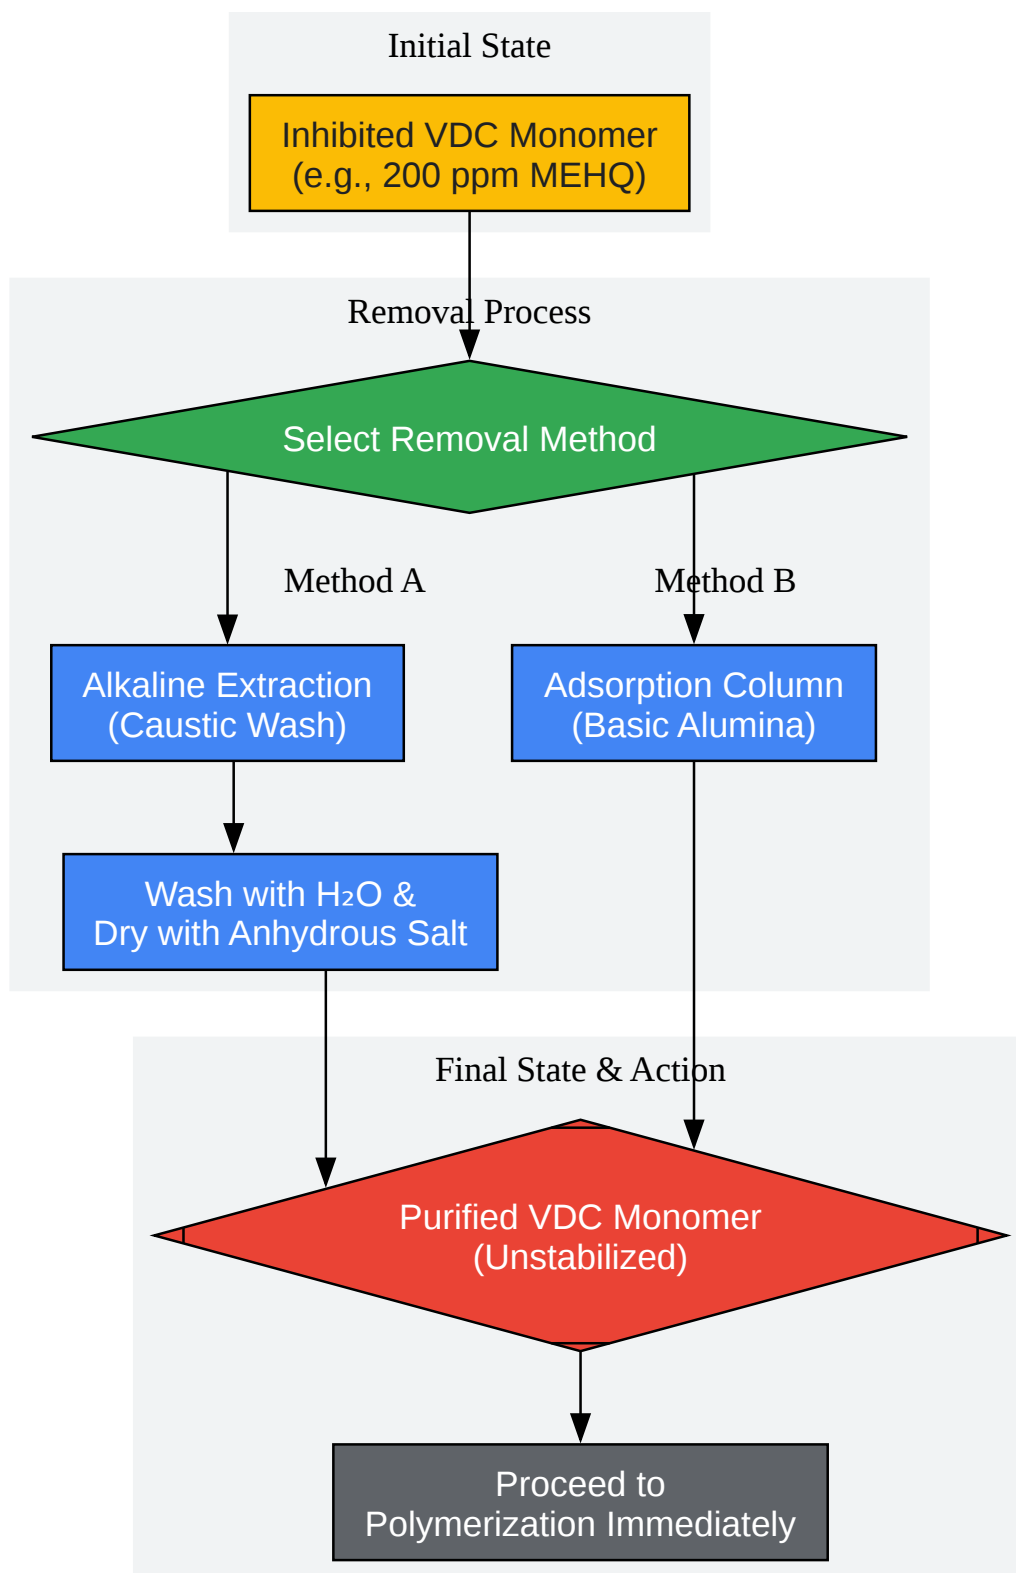 Initial State
Inhibited VDC Monomer
(e.g., 200 ppm MEHQ)
Removal Process
Select Removal Method
Method A
Method B
Alkaline Extraction
(Caustic Wash)
Adsorption Column
(Basic Alumina)
Wash with H₂O &
Dry with Anhydrous Salt
Final State & Action
Purified VDC Monomer
(Unstabilized)
Proceed to
Polymerization Immediately